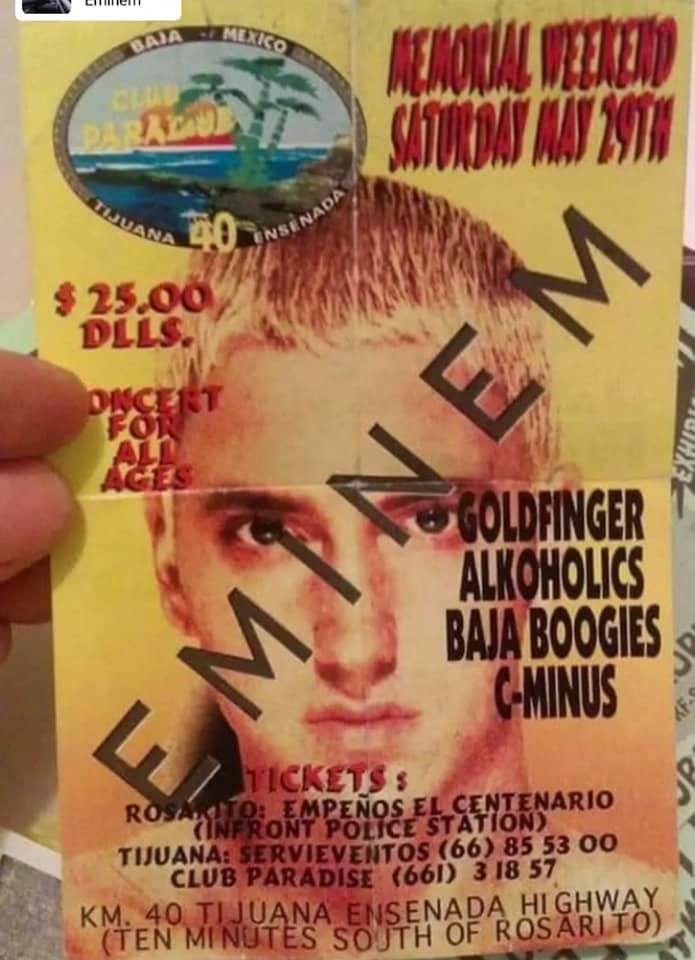 Eminem
BAJA - MEXICO
CLUB
PARADISE
TIJUANA 40 ENSENADA
KM
MEMORIAL WEEKEND
SATURDAY MAY 29TH
$ 25.00
DLLS.
ONCERT
FOR
ALL
AGES
EMINEM
GOLDFINGER
ALKOHOLICS
BAJA BOOGIES
C-MINUS
TICKETS :
ROSARITO: EMPEÑOS EL CENTENARIO
(INFRONT POLICE STATION)
TIJUANA: SERVIEVENTOS (66) 85 53 00
CLUB PARADISE (661) 3 18 57
KM. 40 TIJUANA ENSENADA HIGHWAY
(TEN MINUTES SOUTH OF ROSARITO)